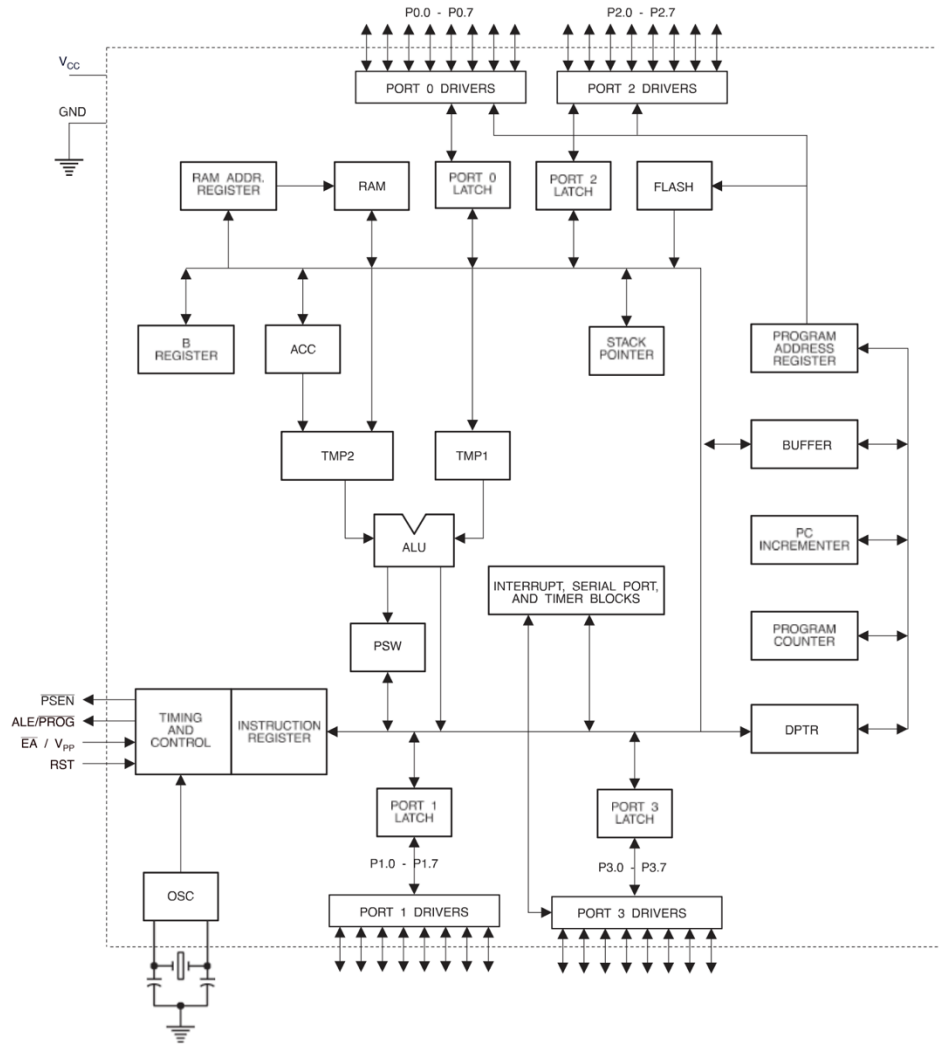 P0.0 - P0.7
P2.0 - P2.7
VCC
PORT 0 DRIVERS
PORT 2 DRIVERS
GND
RAM ADDR.
REGISTER
RAM
PORT 0
LATCH
PORT 2
LATCH
FLASH
B
REGISTER
ACC
STACK
POINTER
PROGRAM
ADDRESS
REGISTER
TMP2
TMP1
BUFFER
ALU
PC
INCREMENTER
INTERRUPT, SERIAL PORT,
AND TIMER BLOCKS
PSW
PROGRAM
COUNTER
PSEN
ALE/PROG
EA / VPP
RST
TIMING
AND
CONTROL
INSTRUCTION
REGISTER
DPTR
PORT 1
LATCH
PORT 3
LATCH
P1.0 - P1.7
P3.0 - P3.7
OSC
PORT 1 DRIVERS
PORT 3 DRIVERS